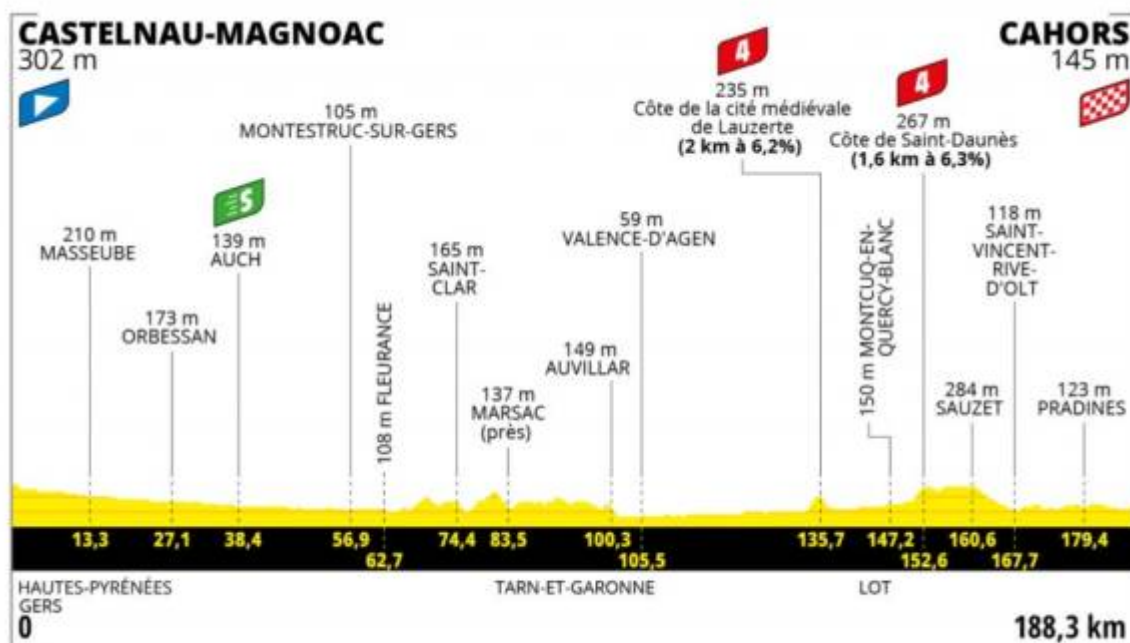 CASTELNAU-MAGNOAC
302 m
CAHORS
145 m
4
235 m
Côte de la cité médiévale
de Lauzerte
(2 km à 6,2%)
4
267 m
Côte de Saint-Daunès
(1,6 km à 6,3%)
105 m
MONTESTRUC-SUR-GERS
S
210 m
MASSEUBE
139 m
AUCH
165 m
SAINT-
CLAR
59 m
VALENCE-D'AGEN
118 m
SAINT-
VINCENT-
RIVE-
D'OLT
173 m
ORBESSAN
108 m FLEURANCE
149 m
AUVILLAR
150 m MONTCUQ-EN-
QUERCY-BLANC
137 m
MARSAC
(près)
284 m
SAUZET
123 m
PRADINES
13,3
27,1
38,4
56,9
62,7
74,4
83,5
100,3
105,5
135,7
147,2
152,6
160,6
167,7
179,4
HAUTES-PYRÉNÉES
GERS
TARN-ET-GARONNE
LOT
0
188,3 km